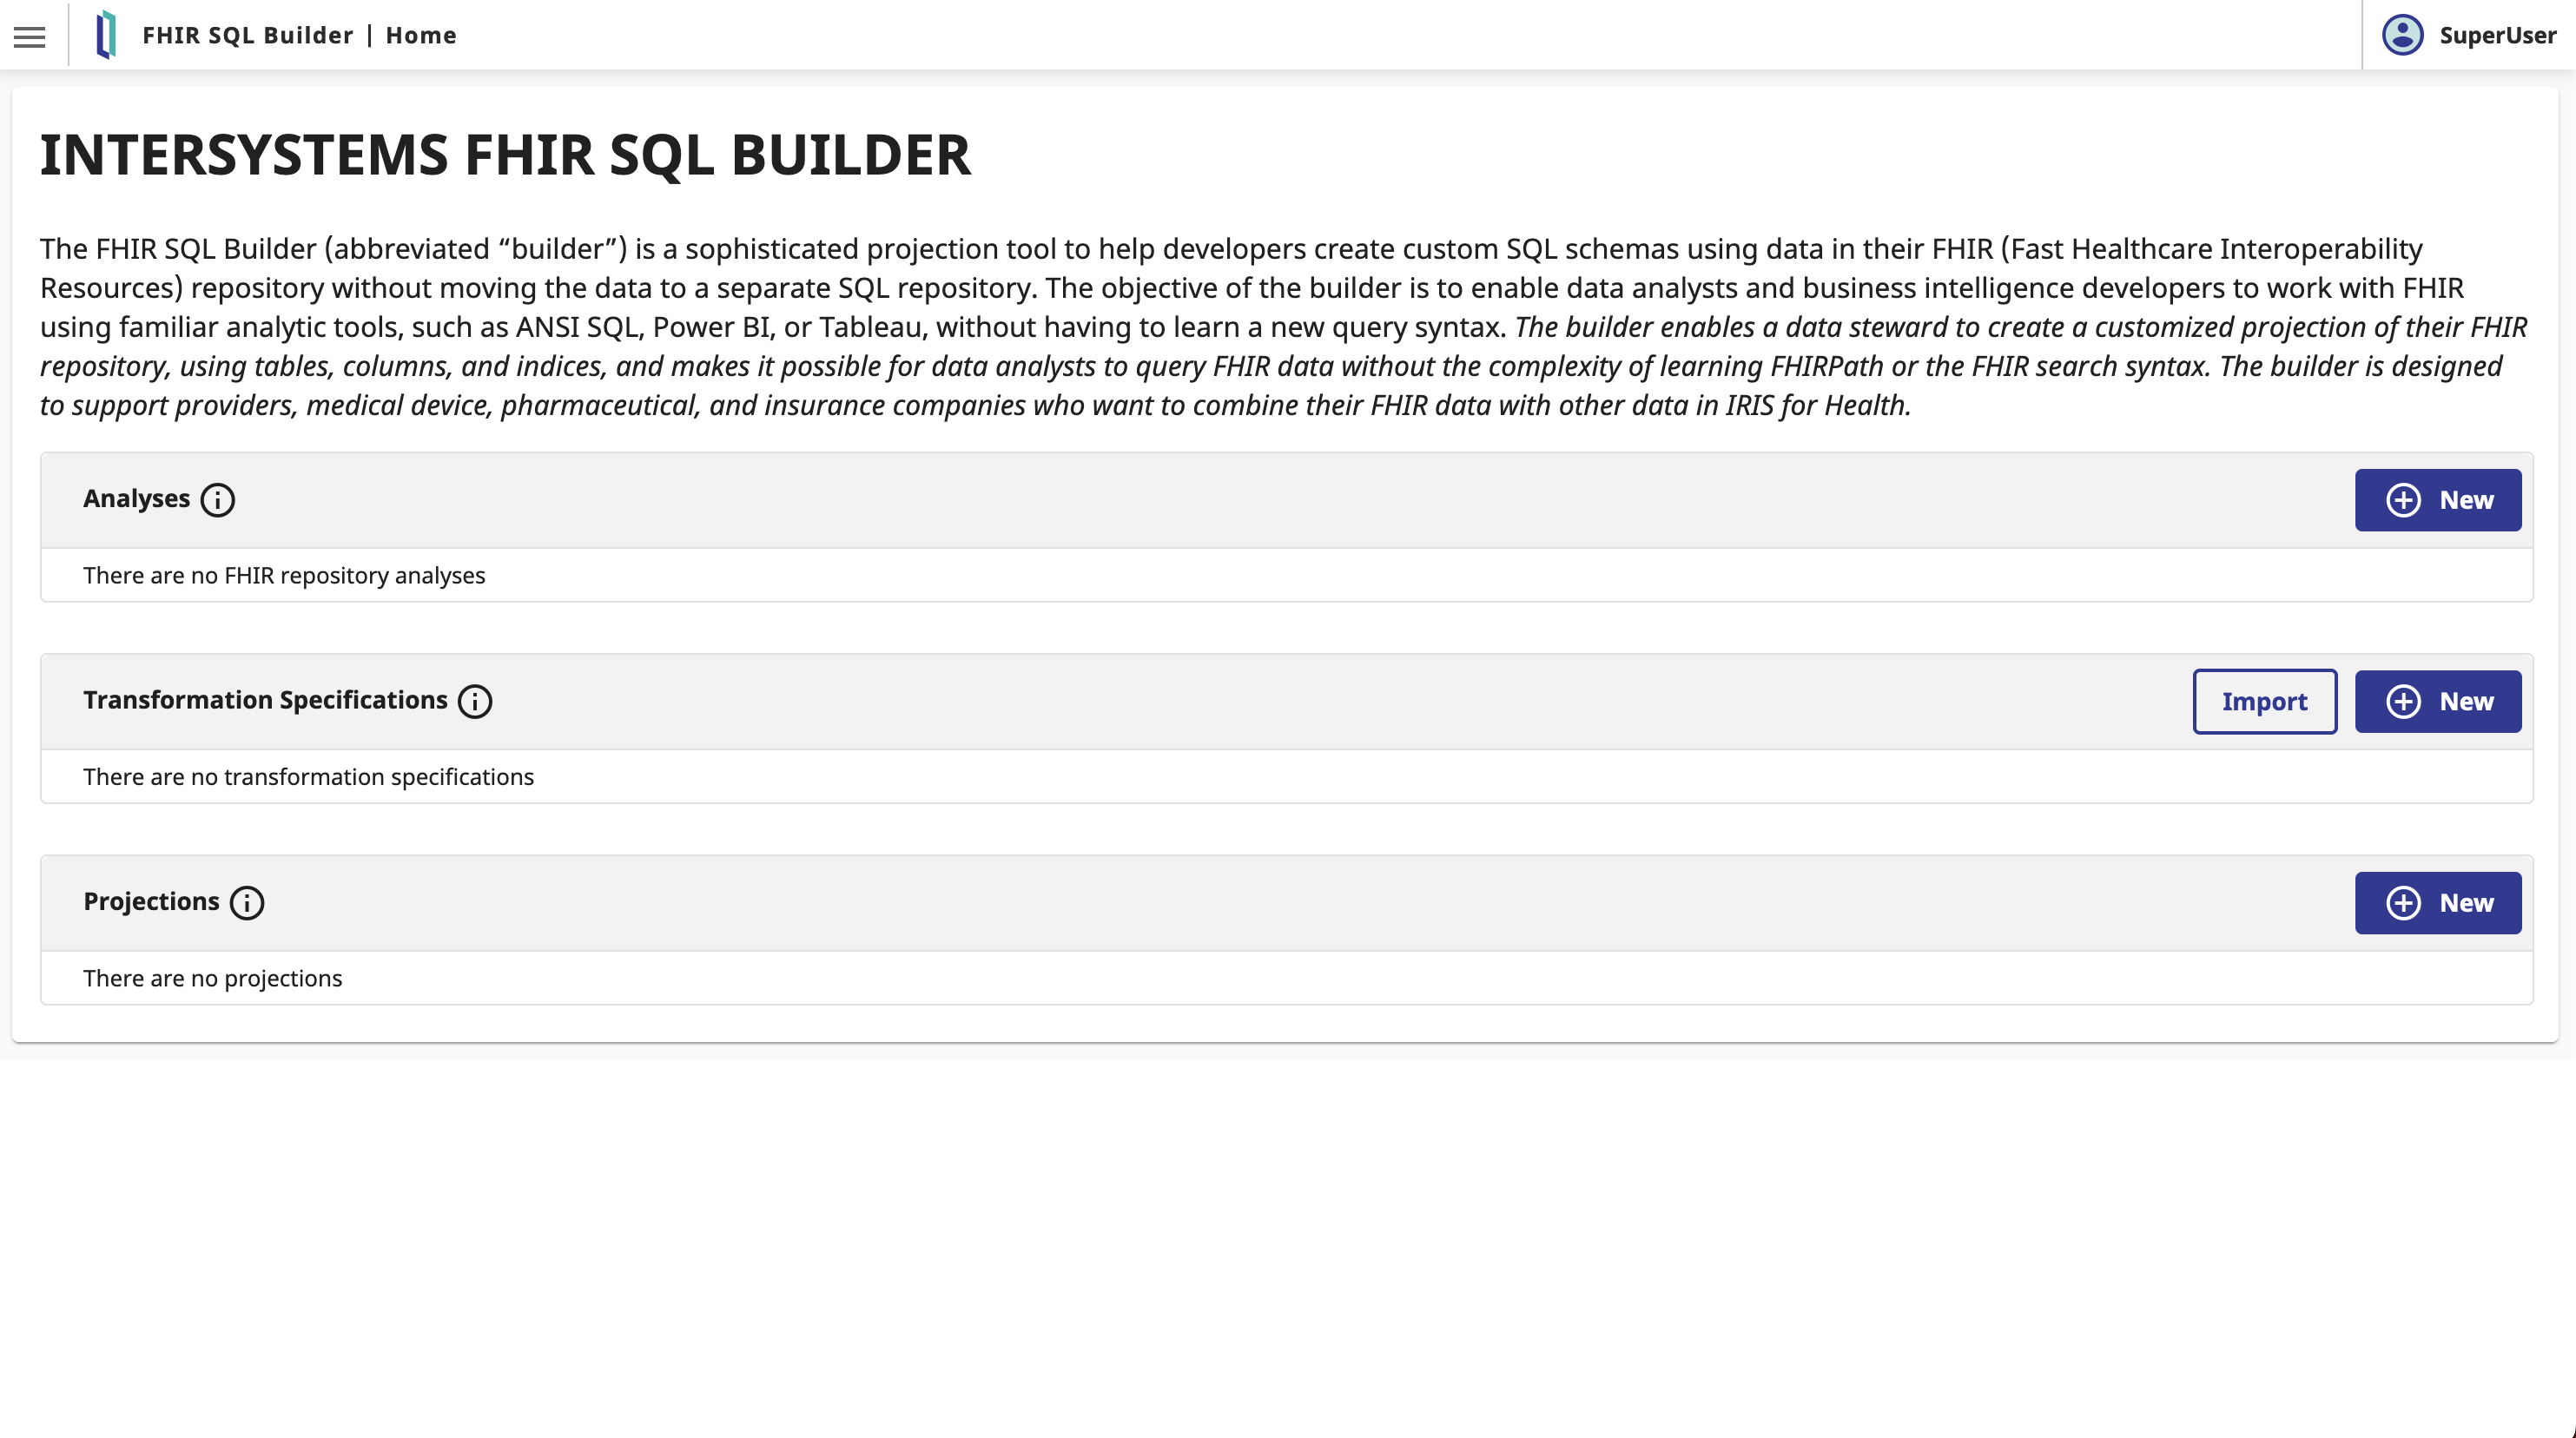 FHIR SQL Builder | Home
SuperUser
INTERSYSTEMS FHIR SQL BUILDER
The FHIR SQL Builder (abbreviated “builder”) is a sophisticated projection tool to help developers create custom SQL schemas using data in their FHIR (Fast Healthcare Interoperability
Resources) repository without moving the data to a separate SQL repository. The objective of the builder is to enable data analysts and business intelligence developers to work with FHIR
using familiar analytic tools, such as ANSI SQL, Power BI, or Tableau, without having to learn a new query syntax. The builder enables a data steward to create a customized projection of their FHIR
repository, using tables, columns, and indices, and makes it possible for data analysts to query FHIR data without the complexity of learning FHIRPath or the FHIR search syntax. The builder is designed
to support providers, medical device, pharmaceutical, and insurance companies who want to combine their FHIR data with other data in IRIS for Health.
Analyses
New
There are no FHIR repository analyses
Transformation Specifications
Import
New
There are no transformation specifications
Projections
New
There are no projections